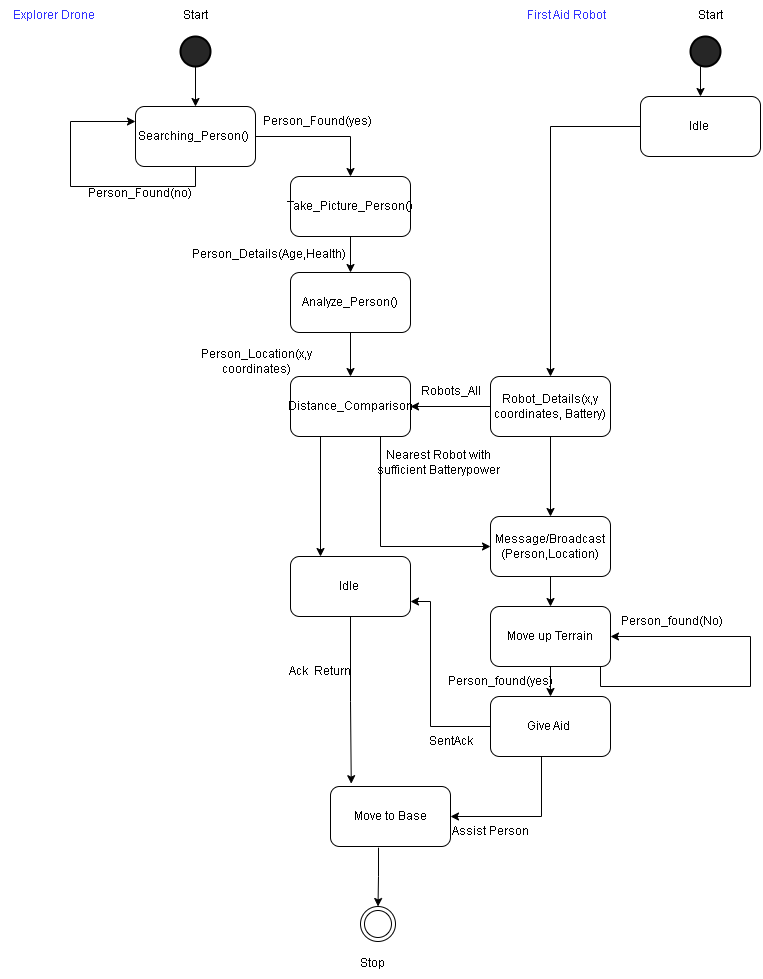 Explorer Drone
Start
First Aid Robot
Start
Idle
Person_Found(yes)
Searching_Person()
Person_Found(no)
Take_Picture_Person()
Person_Details(Age,Health)
Analyze_Person()
Person_Location(x,y
coordinates)
Robots_All
Distance_Comparison
Robot_Details(x,y
coordinates, Battery)
Nearest Robot with
sufficient Batterypower
Message/Broadcast
(Person,Location)
Idle
Move up Terrain
Person_found(No)
Ack  Return
Person_found(yes)
Give Aid
SentAck
Move to Base
Assist Person
Stop